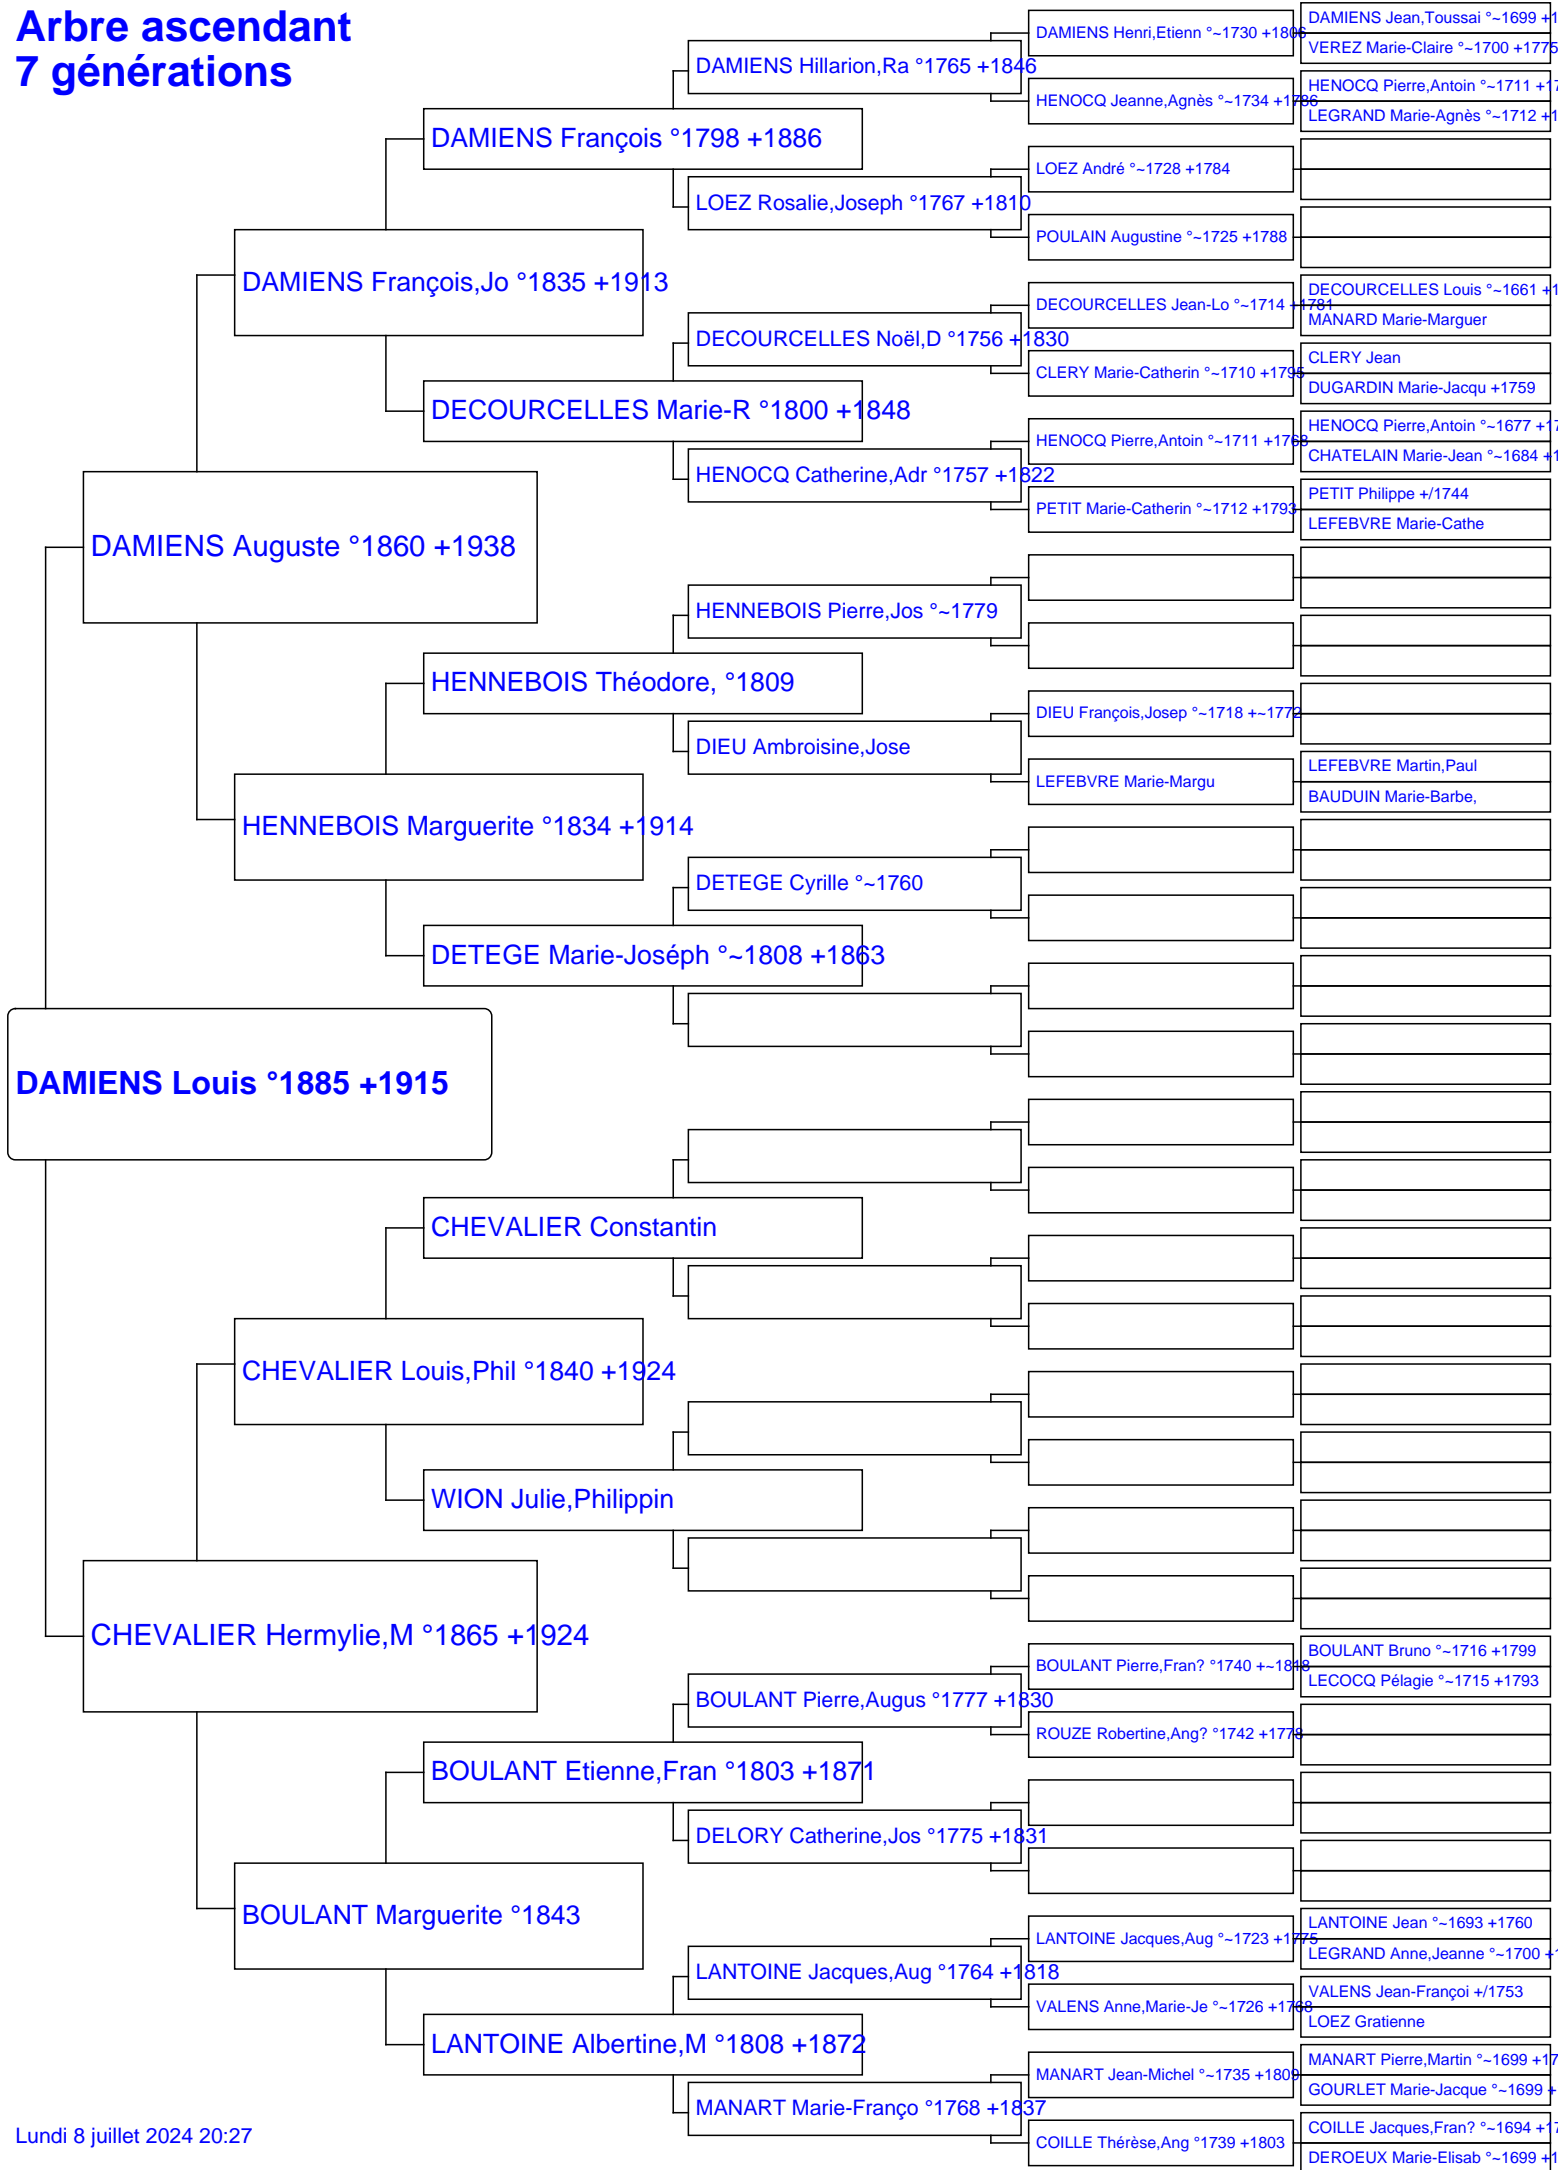 Arbre ascendant
7 générations
DAMIENS Louis °1885 +1915
DAMIENS Auguste °1860 +1938
CHEVALIER Hermylie,M °1865 +1924
DAMIENS François,Jo °1835 +1913
HENNEBOIS Marguerite °1834 +1914
CHEVALIER Louis,Phil °1840 +1924
BOULANT Marguerite °1843
DAMIENS François °1798 +1886
DECOURCELLES Marie-R °1800 +1848
HENNEBOIS Théodore, °1809
DETEGE Marie-Joséph °~1808 +1863
CHEVALIER Constantin
WION Julie,Philippin
BOULANT Etienne,Fran °1803 +1871
LANTOINE Albertine,M °1808 +1872
DAMIENS Hillarion,Ra °1765 +1846
LOEZ Rosalie,Joseph °1767 +1810
DECOURCELLES Noël,D °1756 +1830
HENOCQ Catherine,Adr °1757 +1822
HENNEBOIS Pierre,Jos °~1779
DIEU Ambroisine,Jose
DETEGE Cyrille °~1760
BOULANT Pierre,Augus °1777 +1830
DELORY Catherine,Jos °1775 +1831
LANTOINE Jacques,Aug °1764 +1818
MANART Marie-Franço °1768 +1837
DAMIENS Henri,Etienn °~1730 +1806
HENOCQ Jeanne,Agnès °~1734 +1786
LOEZ André °~1728 +1784
POULAIN Augustine °~1725 +1788
DECOURCELLES Jean-Lo °~1714 +1781
CLERY Marie-Catherin °~1710 +1795
HENOCQ Pierre,Antoin °~1711 +1768
PETIT Marie-Catherin °~1712 +1793
DIEU François,Josep °~1718 +~1772
LEFEBVRE Marie-Margu
BOULANT Pierre,Fran? °1740 +~1818
ROUZE Robertine,Ang? °1742 +1778
LANTOINE Jacques,Aug °~1723 +1775
VALENS Anne,Marie-Je °~1726 +1768
MANART Jean-Michel °~1735 +1809
COILLE Thérèse,Ang °1739 +1803
DAMIENS Jean,Toussai °~1699 +1
VEREZ Marie-Claire °~1700 +1775
HENOCQ Pierre,Antoin °~1711 +17
LEGRAND Marie-Agnès °~1712 +1
DECOURCELLES Louis °~1661 +1
MANARD Marie-Marguer
CLERY Jean
DUGARDIN Marie-Jacqu +1759
HENOCQ Pierre,Antoin °~1677 +17
CHATELAIN Marie-Jean °~1684 +1
PETIT Philippe +/1744
LEFEBVRE Marie-Cathe
LEFEBVRE Martin,Paul
BAUDUIN Marie-Barbe,
BOULANT Bruno °~1716 +1799
LECOCQ Pélagie °~1715 +1793
LANTOINE Jean °~1693 +1760
LEGRAND Anne,Jeanne °~1700 +1
VALENS Jean-Françoi +/1753
LOEZ Gratienne
MANART Pierre,Martin °~1699 +17
GOURLET Marie-Jacque °~1699 +
COILLE Jacques,Fran? °~1694 +17
DEROEUX Marie-Elisab °~1699 +1
Lundi 8 juillet 2024 20:27